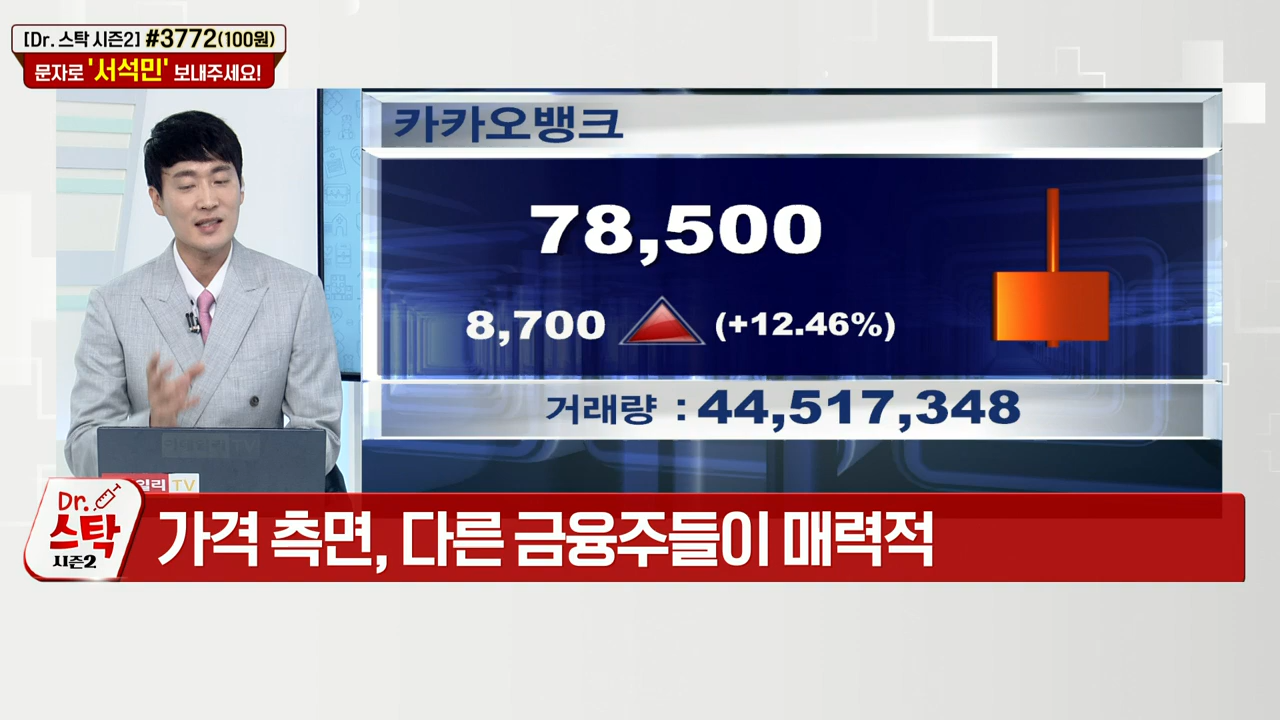 [Dr. 스탁 시즌2] #3772(100원)
문자로 '서석민' 보내주세요!
카카오뱅크
78,500
8,700 (+12.46%)
거래량 : 44,517,348
일리 TV
Dr.
스탁
시즌2
가격 측면, 다른 금융주들이 매력적